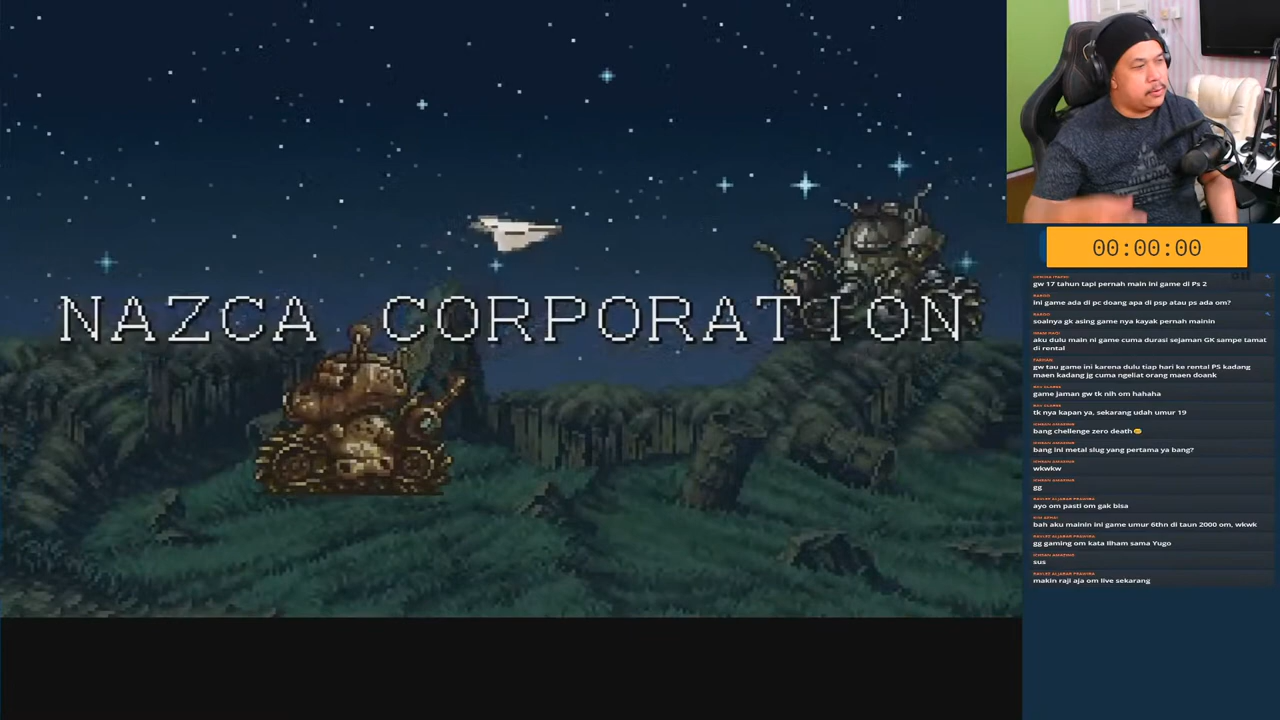 NAZCA CORPORATION
00:00:00
gw 17 tahun tapi pernah main ini game di Ps 2
ini game ada di pc doang apa di psp atau ps ada om?
soalnya gk asing game nya kayak pernah mainin
aku dulu main ni game cuma durasi sejaman GK sampe tamat
di rental
FARHAN
gw tau game ini karena dulu tiap hari ke rental PS kadang
maen kadang jg cuma ngeliat orang maen doank
game jaman gw tk nih om hahaha
tk nya kapan ya, sekarang udah umur 19
bang chellenge zero death
bang ini metal slug yang pertama ya bang?
wkwkw
gg
ayo om pasti om gak bisa
bah aku mainin ini game umur 6thn di taun 2000 om, wkwk
gg gaming om kata Ilham sama Yugo
sus
makin raji aja om live sekarang